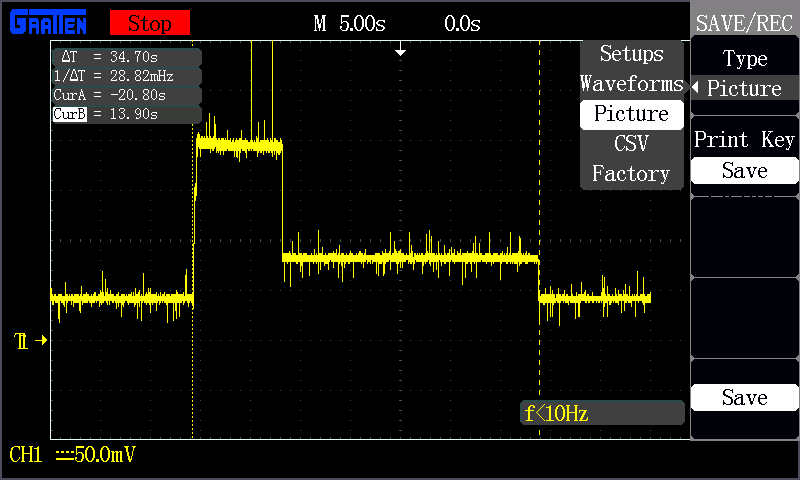 GRATTEN Stop M 5.00s 0.0s SAVE/REC
ΔT = 34.70s
1/ΔT = 28.82mHz
CurA = -20.80s
CurB = 13.90s
Setups
Waveforms
Picture
CSV
Factory
Type
Picture
Print Key
Save
Save
f<10Hz
CH1 50.0mV